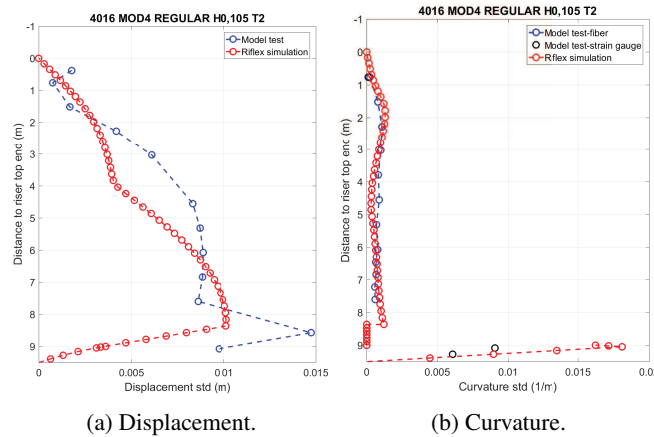 4016 MOD4 REGULAR H0,105 T2
Model test
Riflex simulation
-1
0
1
2
3
4
5
6
7
8
9
Distance to riser top enc (m)
0
0.005
0.01
0.015
Displacement std (m)
(a) Displacement.
4016 MOD4 REGULAR H0,105 T2
Model test-fiber
Model test-strain gauge
Rflex simulation
-1
0
1
2
3
4
5
6
7
8
9
Distance to riser top enc (m)
0
0.005
0.01
0.015
0.0
Curvature std (1/m)
(b) Curvature.